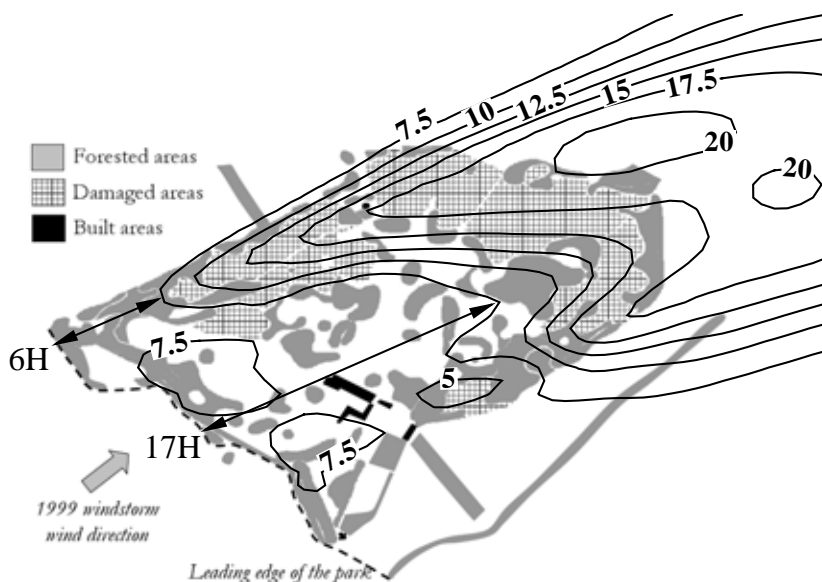 7.5
10
12.5
15
17.5
20
20
Forested areas
Damaged areas
Built areas
6H
7.5
5
17H
7.5
1999 windstorm
wind direction
Leading edge of the park